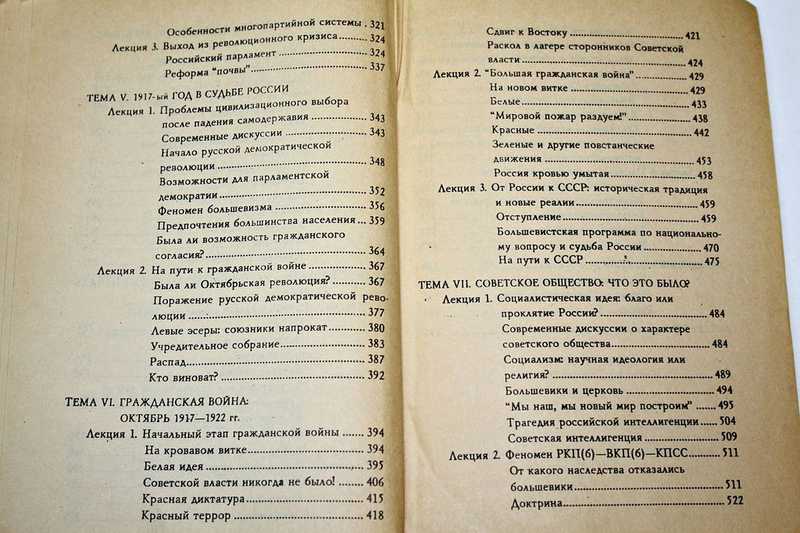 Особенности многопартийной системы . 321
Лекция 3. Выход из революционного кризиса.......... 324
Российский парламент ........................ 324
Реформа "почвы"............................. 337
ТЕМА V. 1917-ый ГОД В СУДЬБЕ РОССИИ
Лекция 1. Проблемы цивилизационного выбора
после падения самодержавия ................ 343
Современные дискуссии ..................... 343
Начало русской демократической
революции ................................. 348
Возможности для парламентской
демократии ................................ 352
Феномен большевизма ....................... 356
Предпочтения большинства населения... 359
Была ли возможность гражданского
согласия?.................................. 364
Лекция 2. На пути к гражданской войне ............... 367
Была ли Октябрьская революция?......... 367
Поражение русской демократической рево-
люции ..................................... 377
Левые эсеры: союзники напрокат ........ 380
Учредительное собрание.................... 383
Распад..................................... 387
Кто виноват? .............................. 392
ТЕМА VI. ГРАЖДАНСКАЯ ВОЙНА:
ОКТЯБРЬ 1917—1922 гг.
Лекция 1. Начальный этап гражданской войны ....... 394
На кровавом витке.......................... 394
Белая идея ................................ 395
Советской власти никогда не было! ...... 406
Красная диктатура ......................... 415
Красный террор ............................ 418
Сдвиг к Востоку ........................... 421
Раскол в лагере сторонников Советской
власти .................................... 424
Лекция 2. "Большая гражданская война"................ 429
На новом витке ............................ 429
Белые...................................... 433
"Мировой пожар раздуем!" ................. 438
Красные ................................... 442
Зеленые и другие повстанческие
движения .................................. 453
Россия кровью умытая ...................... 458
Лекция 3. От России к СССР: историческая традиция
и новые реалии............................. 459
Отступление ............................... 459
Большевистская программа по национально-
му вопросу и судьба России ................ 470
На пути к СССР ............................ 475
ТЕМА VII. СОВЕТСКОЕ ОБЩЕСТВО: ЧТО ЭТО БЫЛО?
Лекция 1. Социалистическая идея: благо или
проклятие России?.......................... 484
Современные дискуссии о характере
советского общества........................ 484
Социализм: научная идеология или
религия? .................................. 489
Большевики и церковь ...................... 494
"Мы наш, мы новый мир построим" ...... 495
Трагедия российской интеллигенции ..... 504
Советская интеллигенция .................. 509
Лекция 2. Феномен РКП(б)—ВКП(б)—КПСС........... 511
От какого наследства отказались
большевики................................. 511
Доктрина................................... 522